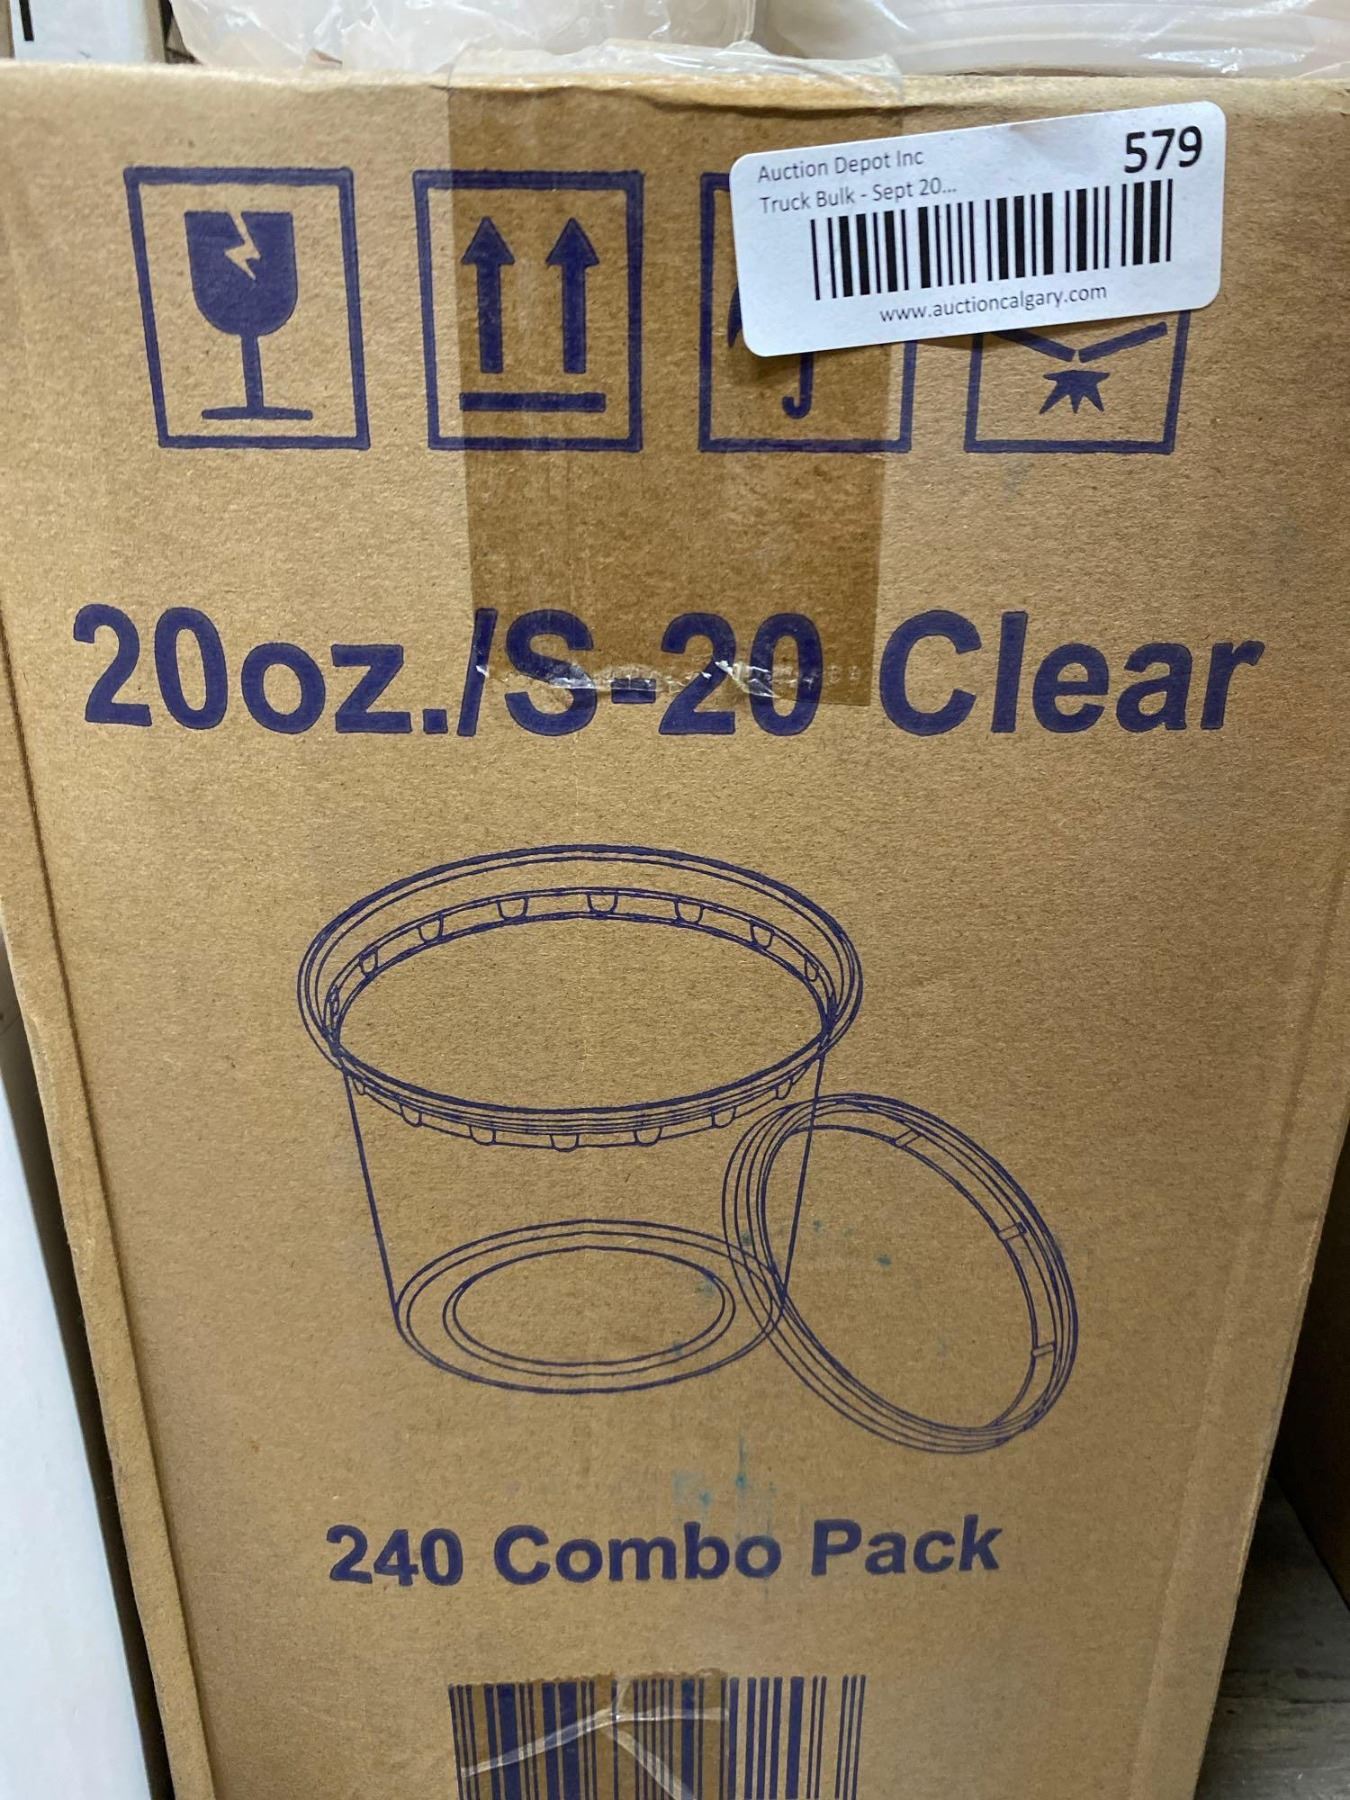 Auction Depot Inc
579
Truck Bulk - Sept 20...
www.auctioncalgary.com
20oz./S-20 Clear
240 Combo Pack